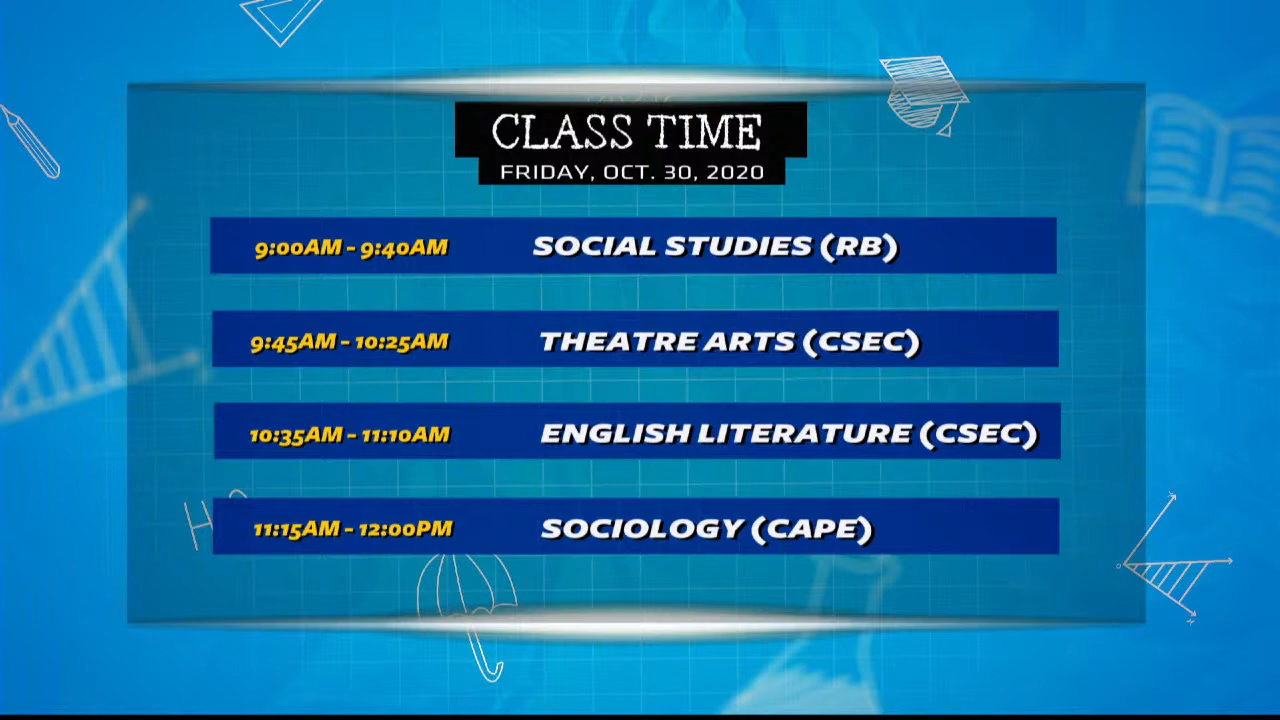 CLASS TIME
FRIDAY, OCT. 30, 2020
9:00AM - 9:40AM SOCIAL STUDIES (RB)
9:45AM - 10:25AM THEATRE ARTS (CSEC)
10:35AM - 11:10AM ENGLISH LITERATURE (CSEC)
11:15AM - 12:00PM SOCIOLOGY (CAPE)